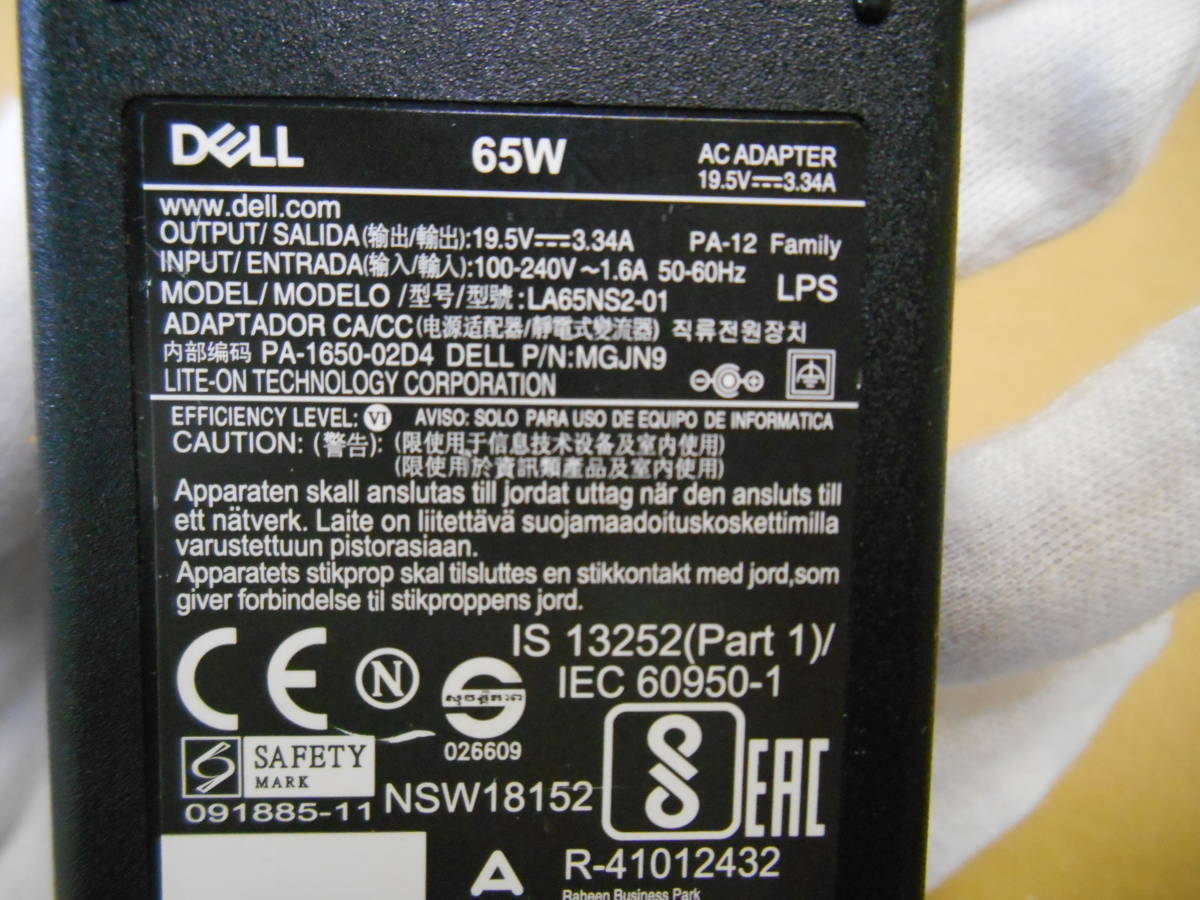 DELL 65W AC ADAPTER
19.5V⎓3.34A
www.dell.com
OUTPUT/ SALIDA(输出/輸出):19.5V⎓3.34A PA-12 Family
INPUT/ ENTRADA(输入/輸入):100-240V ~1.6A 50-60Hz
LPS
MODEL/ MODELO /型号/型號:LA65NS2-01
ADAPTADOR CA/CC(电源适配器/靜電式變流器) 직류전원장치
内部编码 PA-1650-02D4 DELL P/N:MGJN9
LITE-ON TECHNOLOGY CORPORATION
EFFICIENCY LEVEL: VI AVISO: SOLO PARA USO DE EQUIPO DE INFORMATICA
CAUTION: (警告): (限使用于信息技术设备及室内使用)
(限使用於資訊類產品及室內使用)
Apparaten skall anslutas till jordat uttag när den ansluts till
ett nätverk. Laite on liitettävä suojamaadoituskoskettimilla
varustettuun pistorasiaan.
Apparatets stikprop skal tilsluttes en stikkontakt med jord,som
giver forbindelse til stikproppens jord.
IS 13252(Part 1)/
IEC 60950-1
CE N
026609
SAFETY
MARK
EAC
091885-11 NSW18152
R-41012432
Raheen Business Park